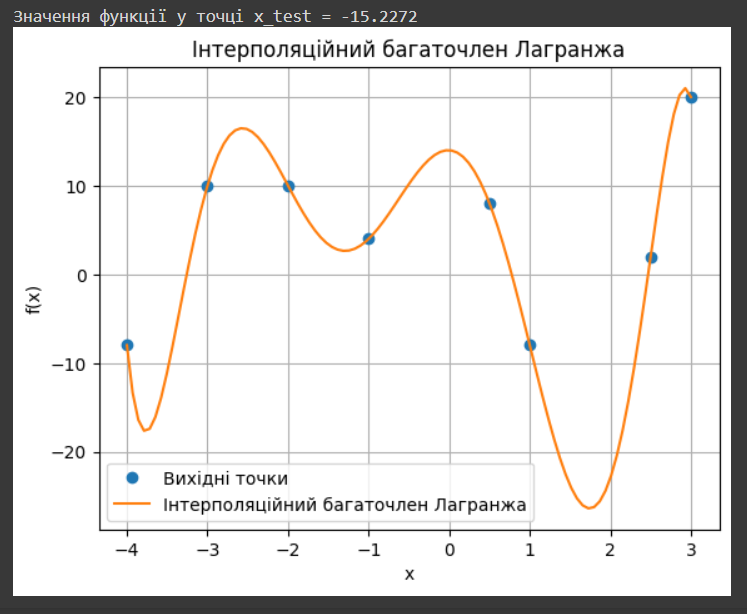 Значення функції у точці x_test = -15.2272
Інтерполяційний багаточлен Лагранжа
20
10
0
−10
−20
f(x)
Вихідні точки
Інтерполяційний багаточлен Лагранжа
−4 −3 −2 −1 0 1 2 3
x